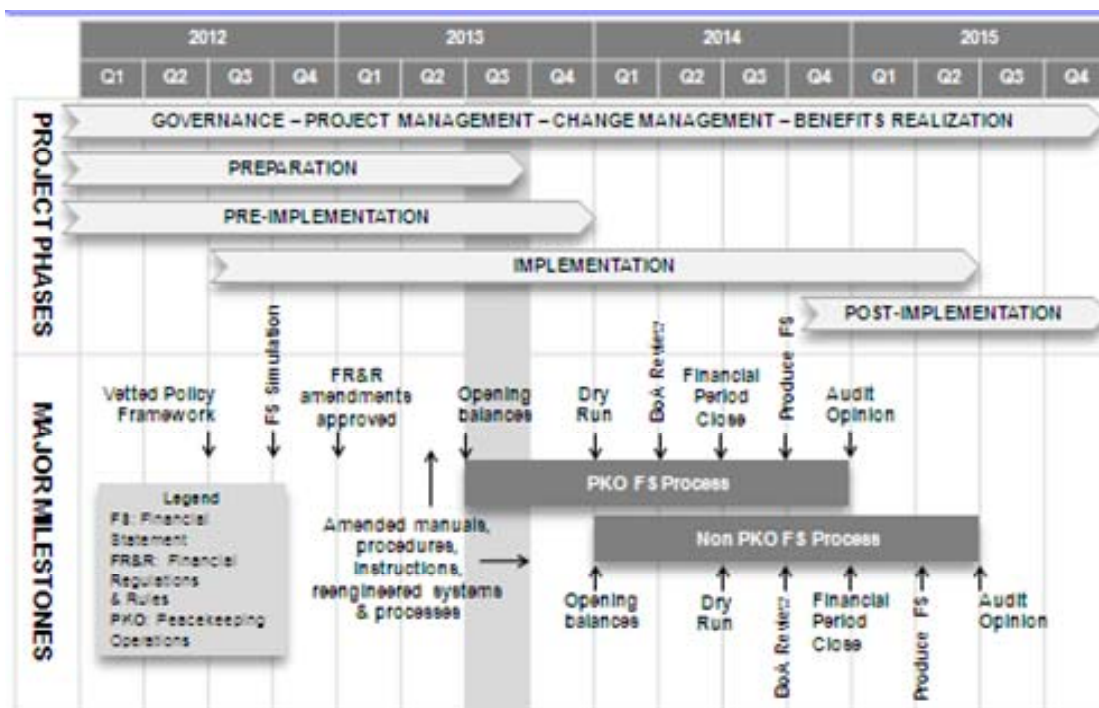 2012 2013 2014 2015
Q1 Q2 Q3 Q4 Q1 Q2 Q3 Q4 Q1 Q2 Q3 Q4 Q1 Q2 Q3 Q4
PROJECT PHASES
GOVERNANCE – PROJECT MANAGEMENT – CHANGE MANAGEMENT – BENEFITS REALIZATION
PREPARATION
PRE-IMPLEMENTATION
IMPLEMENTATION
POST-IMPLEMENTATION
MAJOR MILESTONES
Vetted Policy
Framework
FS Simulation
FR&R
amendments
approved
Opening
balances
Dry
Run
BoA Review
Financial
Period
Close
Produce FS
Audit
Opinion
PKO FS Process
Non PKO FS Process
Legend
FS: Financial
Statement
FR&R: Financial
Regulations
& Rules
PKO: Peacekeeping
Operations
Amended manuals,
procedures,
instructions,
reengineered systems
& processes
Opening
balances
Dry
Run
BoA Review
Financial
Period
Close
Produce FS
Audit
Opinion